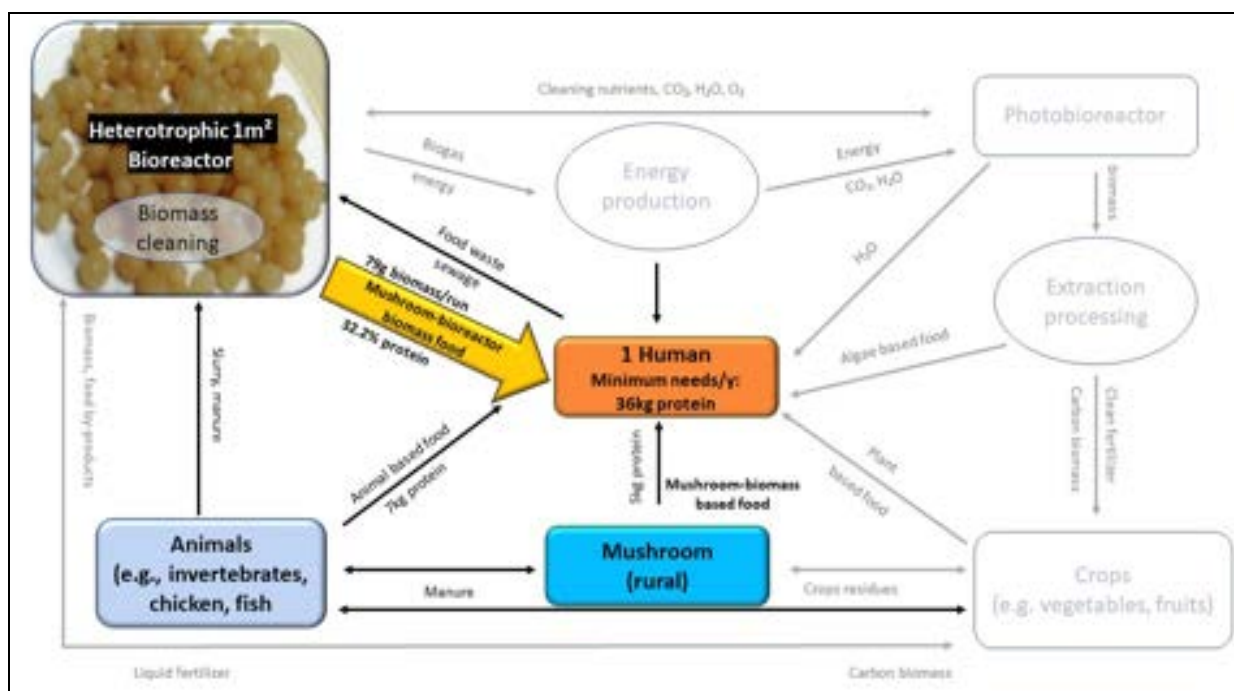 Heterotrophic 1m²
Bioreactor
Biomass
cleaning
Cleaning nutrients, CO₂, H₂O, O₂
Photobioreactor
Biogas
energy
Energy
production
Energy
CO₂, H₂O
biomass
Food waste
sewage
79g biomass/run
Mushroom-bioreactor
biomass food
32.2% protein
H₂O
Extraction
processing
1 Human
Minimum needs/y:
36kg protein
Algae based food
Biomass, feed by-products
Slurry, manure
Animal based food
7kg protein
protein
Mushroom-biomass
based food
Plant
based food
Clean fertilizer
Carbon biomass
Animals
(e.g., invertebrates,
chicken, fish
Mushroom
(rural)
Crops
(e.g. vegetables, fruits)
Manure
Crops residues
Liquid fertilizer
Carbon biomass